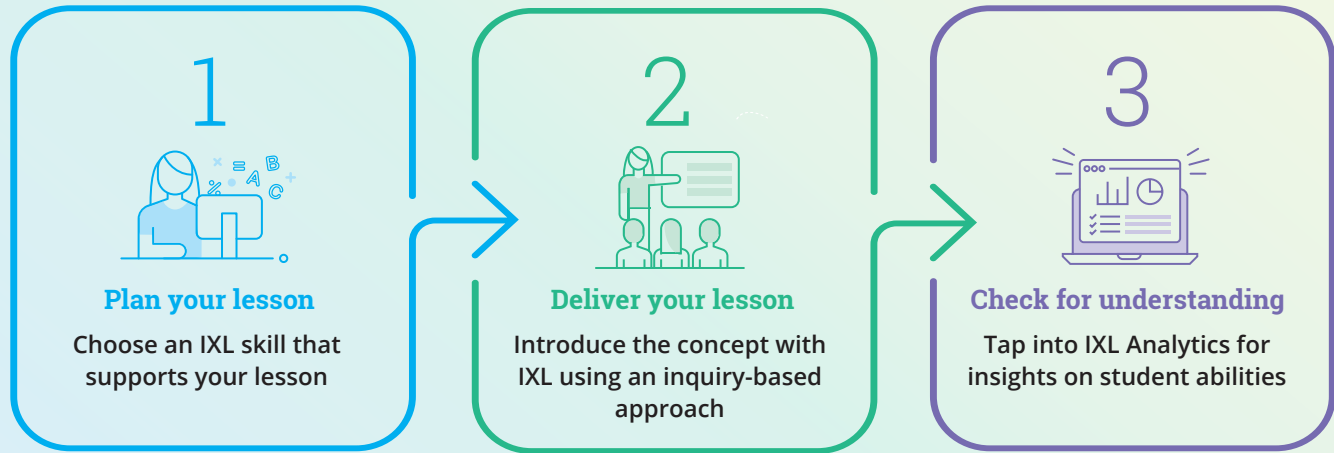 1
= B
× A +
% C
Plan your lesson
Choose an IXL skill that
supports your lesson
2
Deliver your lesson
Introduce the concept with
IXL using an inquiry-based
approach
3
Check for understanding
Tap into IXL Analytics for
insights on student abilities